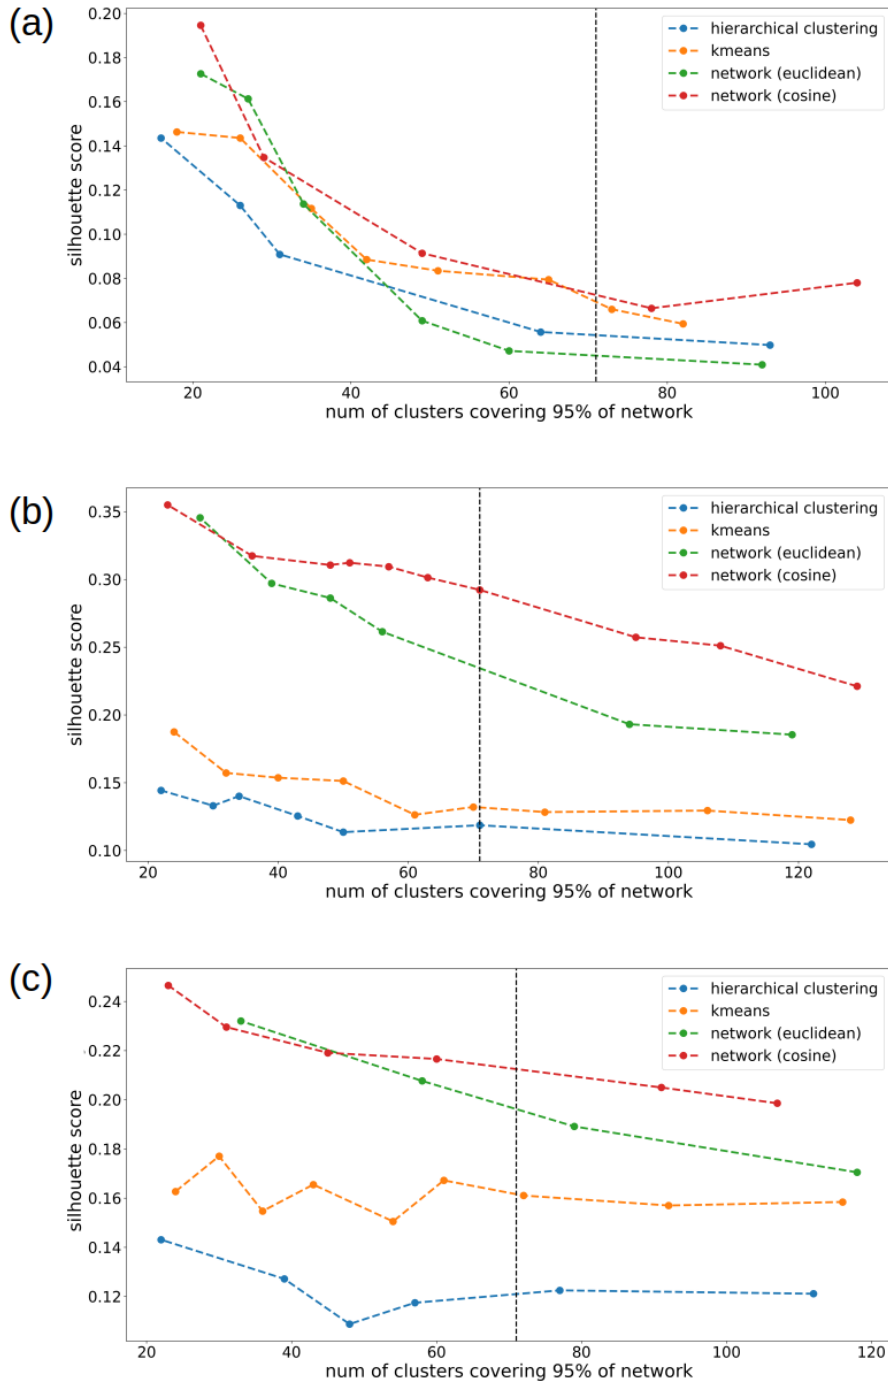 (a)
0.20
0.18
0.16
0.14
0.12
0.10
0.08
0.06
0.04
silhouette score
hierarchical clustering
kmeans
network (euclidean)
network (cosine)
20 40 60 80 100
num of clusters covering 95% of network
(b)
0.35
0.30
0.25
0.20
0.15
0.10
silhouette score
hierarchical clustering
kmeans
network (euclidean)
network (cosine)
20 40 60 80 100 120
num of clusters covering 95% of network
(c)
0.24
0.22
0.20
0.18
0.16
0.14
0.12
silhouette score
hierarchical clustering
kmeans
network (euclidean)
network (cosine)
20 40 60 80 100 120
num of clusters covering 95% of network